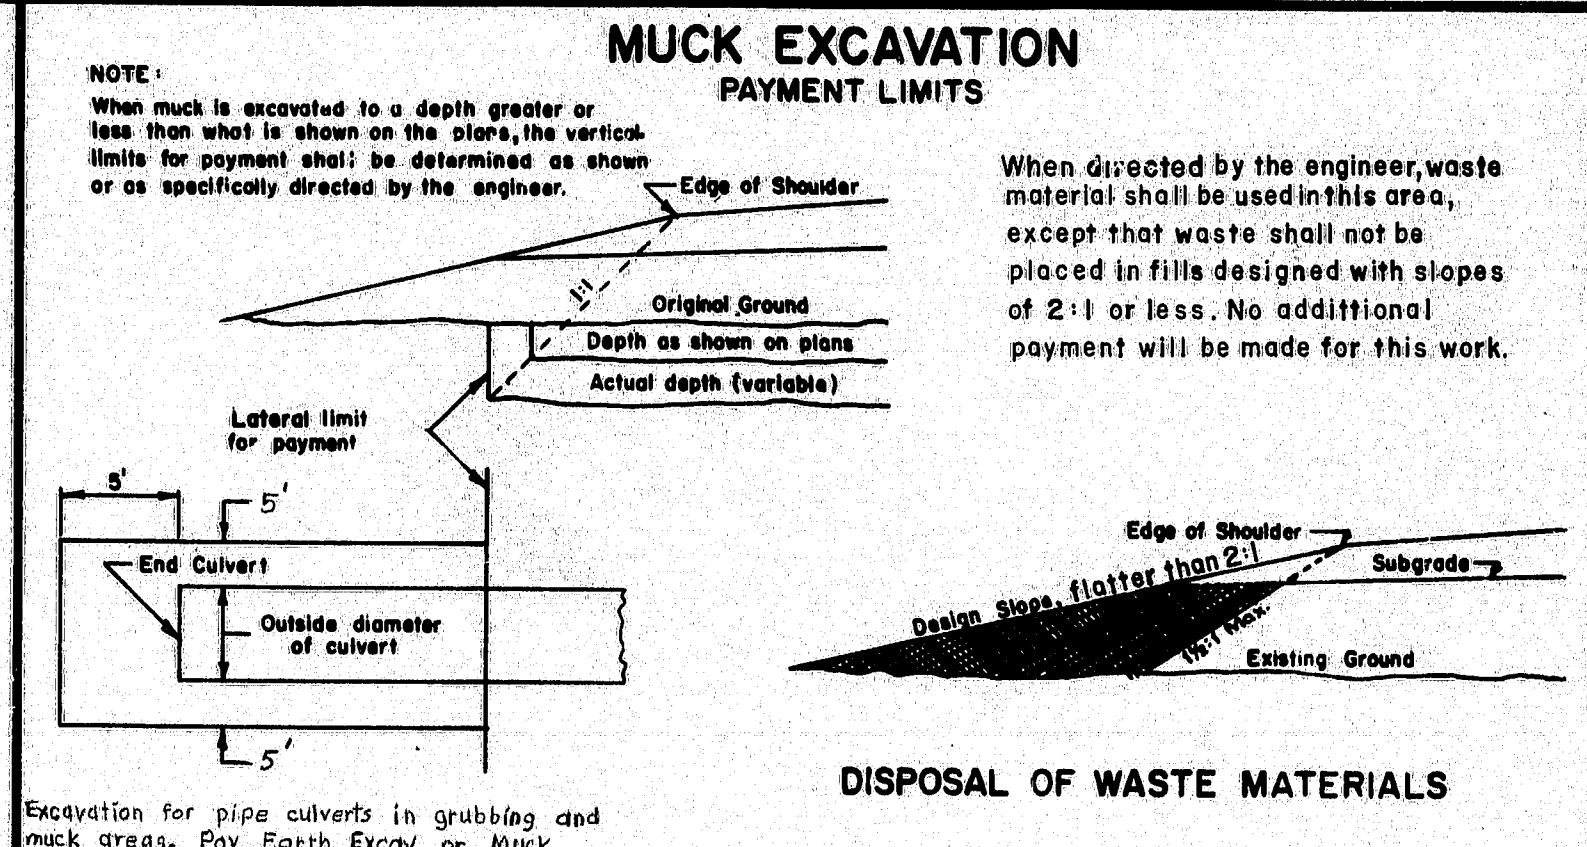 MUCK EXCAVATION
PAYMENT LIMITS
NOTE:
When muck is excavated to a depth greater or
less than what is shown on the plans, the vertical
limits for payment shall be determined as shown
or as specifically directed by the engineer.
Edge of Shoulder
1:1
Original Ground
Depth as shown on plans
Actual depth (variable)
Lateral limit
for payment
5'
5'
End Culvert
Outside diameter
of culvert
5'
Excavation for pipe culverts in grubbing and
muck areas. Pay Earth Excav. or Muck
When directed by the engineer, waste
material shall be used in this area,
except that waste shall not be
placed in fills designed with slopes
of 2:1 or less. No addittional
payment will be made for this work.
Edge of Shoulder
Design Slope, flatter than 2:1
Subgrade
1½:1 Max.
Existing Ground
DISPOSAL OF WASTE MATERIALS